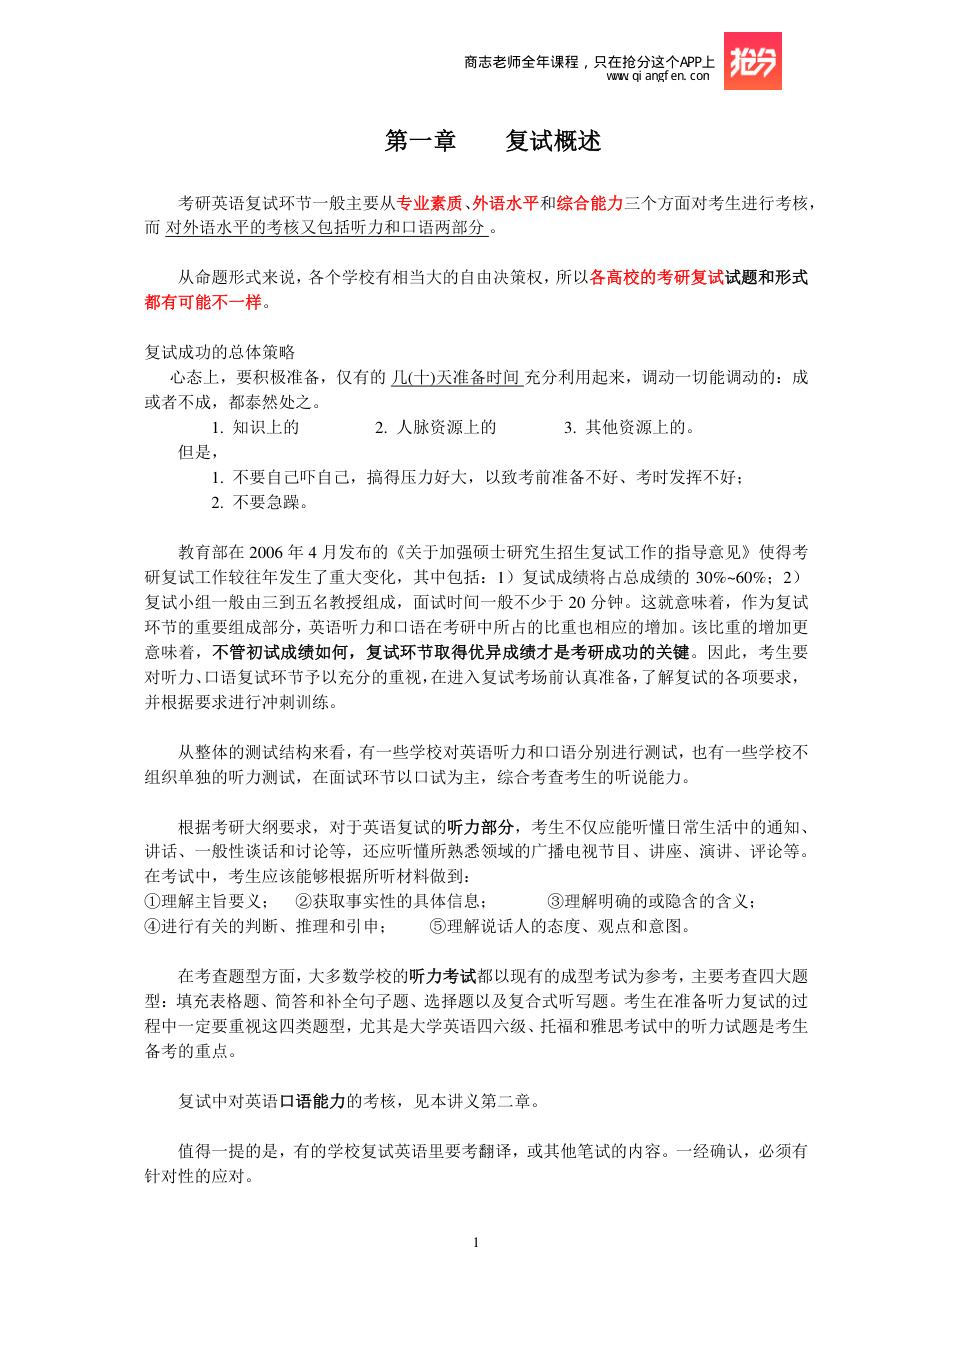 商志老师全年课程，只在抢分这个APP上
www.qiangfen.com
抢分
第一章 复试概述
考研英语复试环节一般主要从专业素质、外语水平和综合能力三个方面对考生进行考核，
而 对外语水平的考核又包括听力和口语两部分 。
从命题形式来说，各个学校有相当大的自由决策权，所以各高校的考研复试试题和形式
都有可能不一样。
复试成功的总体策略
心态上，要积极准备，仅有的 几(十)天准备时间 充分利用起来，调动一切能调动的：成
或者不成，都泰然处之。
1. 知识上的 2. 人脉资源上的 3. 其他资源上的。
但是，
1. 不要自己吓自己，搞得压力好大，以致考前准备不好、考时发挥不好；
2. 不要急躁。
教育部在 2006 年 4 月发布的《关于加强硕士研究生招生复试工作的指导意见》使得考
研复试工作较往年发生了重大变化，其中包括：1）复试成绩将占总成绩的 30%~60%；2）
复试小组一般由三到五名教授组成，面试时间一般不少于 20 分钟。这就意味着，作为复试
环节的重要组成部分，英语听力和口语在考研中所占的比重也相应的增加。该比重的增加更
意味着，不管初试成绩如何，复试环节取得优异成绩才是考研成功的关键。因此，考生要
对听力、口语复试环节予以充分的重视，在进入复试考场前认真准备，了解复试的各项要求，
并根据要求进行冲刺训练。
从整体的测试结构来看，有一些学校对英语听力和口语分别进行测试，也有一些学校不
组织单独的听力测试，在面试环节以口试为主，综合考查考生的听说能力。
根据考研大纲要求，对于英语复试的听力部分，考生不仅应能听懂日常生活中的通知、
讲话、一般性谈话和讨论等，还应听懂所熟悉领域的广播电视节目、讲座、演讲、评论等。
在考试中，考生应该能够根据所听材料做到：
①理解主旨要义； ②获取事实性的具体信息； ③理解明确的或隐含的含义；
④进行有关的判断、推理和引申； ⑤理解说话人的态度、观点和意图。
在考查题型方面，大多数学校的听力考试都以现有的成型考试为参考，主要考查四大题
型：填充表格题、简答和补全句子题、选择题以及复合式听写题。考生在准备听力复试的过
程中一定要重视这四类题型，尤其是大学英语四六级、托福和雅思考试中的听力试题是考生
备考的重点。
复试中对英语口语能力的考核，见本讲义第二章。
值得一提的是，有的学校复试英语里要考翻译，或其他笔试的内容。一经确认，必须有
针对性的应对。
1